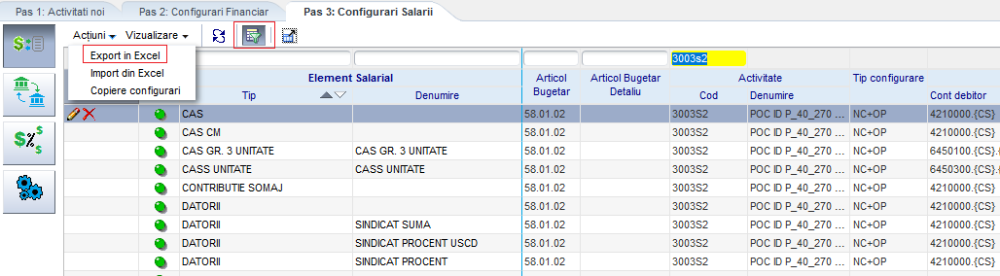 Pas 1: Activitati noi Pas 2: Configurari Financiar Pas 3: Configurari Salarii
Acțiuni Vizualizare
Export in Excel
Import din Excel
Copiere configurari
3003s2
Element Salarial Articol Bugetar Articol Bugetar Detaliu Activitate Tip configurare
Tip Denumire Cod Denumire Cont debitor
CAS 58.01.02 3003S2 POC ID P_40_270 ... NC+OP 4210000.{CS}
CAS CM 58.01.02 3003S2 POC ID P_40_270 ... NC+OP 4210000.{CS}
CAS GR. 3 UNITATE CAS GR. 3 UNITATE 58.01.02 3003S2 POC ID P_40_270 ... NC+OP 6450100.{CS}.{
CASS UNITATE CASS UNITATE 58.01.02 3003S2 POC ID P_40_270 ... NC+OP 6450300.{CS}.{
CONTRIBUTIE SOMAJ 58.01.02 3003S2 POC ID P_40_270 ... NC+OP 4210000.{CS}
DATORII 58.01.02 3003S2 POC ID P_40_270 ... NC+OP 4210000.{CS}
DATORII SINDICAT SUMA 58.01.02 3003S2 POC ID P_40_270 ... NC+OP 4210000.{CS}
DATORII SINDICAT PROCENT USCD 58.01.02 3003S2 POC ID P_40_270 ... NC+OP 4210000.{CS}
DATORII SINDICAT PROCENT 58.01.02 3003S2 POC ID P_40_270 ... NC+OP 4210000.{CS}